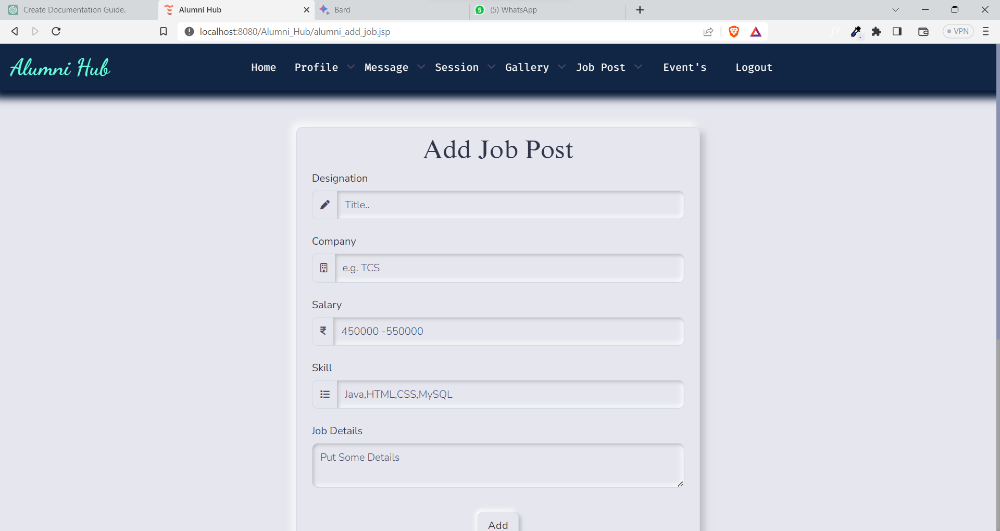 Create Documentation Guide.
Alumni Hub
Bard
5
(5) WhatsApp
localhost:8080/Alumni_Hub/alumni_add_job.jsp
VPN
Alumni Hub
Home
Profile
Message
Session
Gallery
Job Post
Event's
Logout
Add Job Post
Designation
Title..
Company
e.g. TCS
Salary
₹
450000 -550000
Skill
Java,HTML,CSS,MySQL
Job Details
Put Some Details
Add